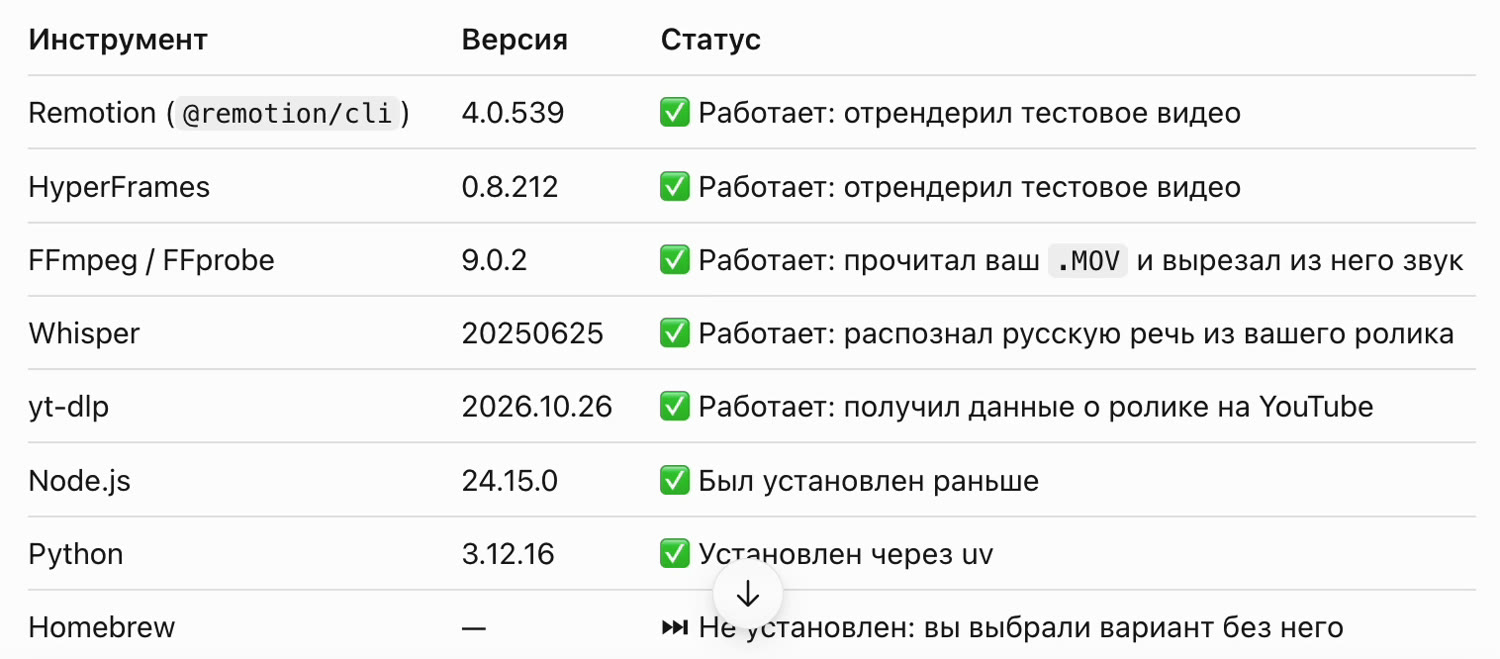 Инструмент Версия Статус
Remotion (@remotion/cli) 4.0.539 ✅ Работает: отрендерил тестовое видео
HyperFrames 0.8.212 ✅ Работает: отрендерил тестовое видео
FFmpeg / FFprobe 9.0.2 ✅ Работает: прочитал ваш .MOV и вырезал из него звук
Whisper 20250625 ✅ Работает: распознал русскую речь из вашего ролика
yt-dlp 2026.10.26 ✅ Работает: получил данные о ролике на YouTube
Node.js 24.15.0 ✅ Был установлен раньше
Python 3.12.16 ✅ Установлен через uv
Homebrew — ⏭ Не установлен: вы выбрали вариант без него